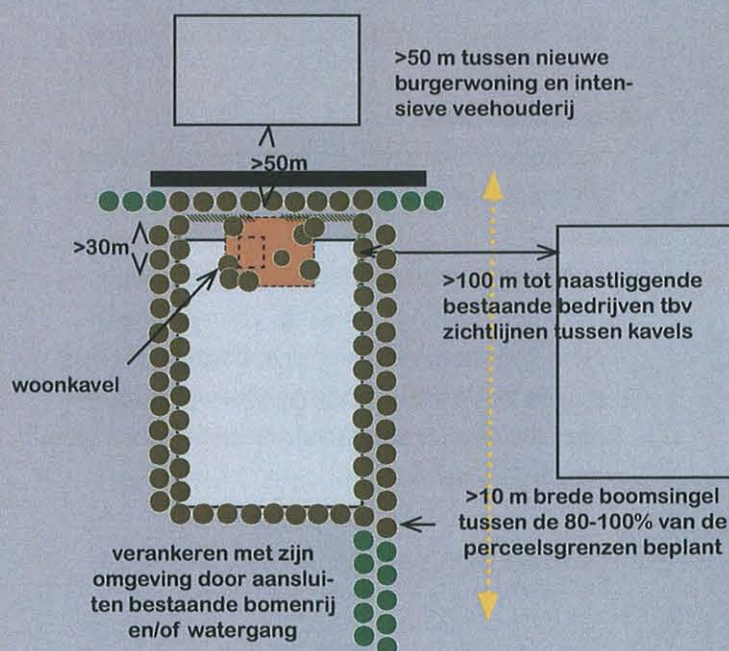 >50 m tussen nieuwe
burgerwoning en inten-
sieve veehouderij
>50m
>30m
>100 m tot naastliggende
bestaande bedrijven tbv
zichtlijnen tussen kavels
woonkavel
>10 m brede boomsingel
tussen de 80-100% van de
perceelsgrenzen beplant
verankeren met zijn
omgeving door aanslui-
ten bestaande bomenrij
en/of watergang